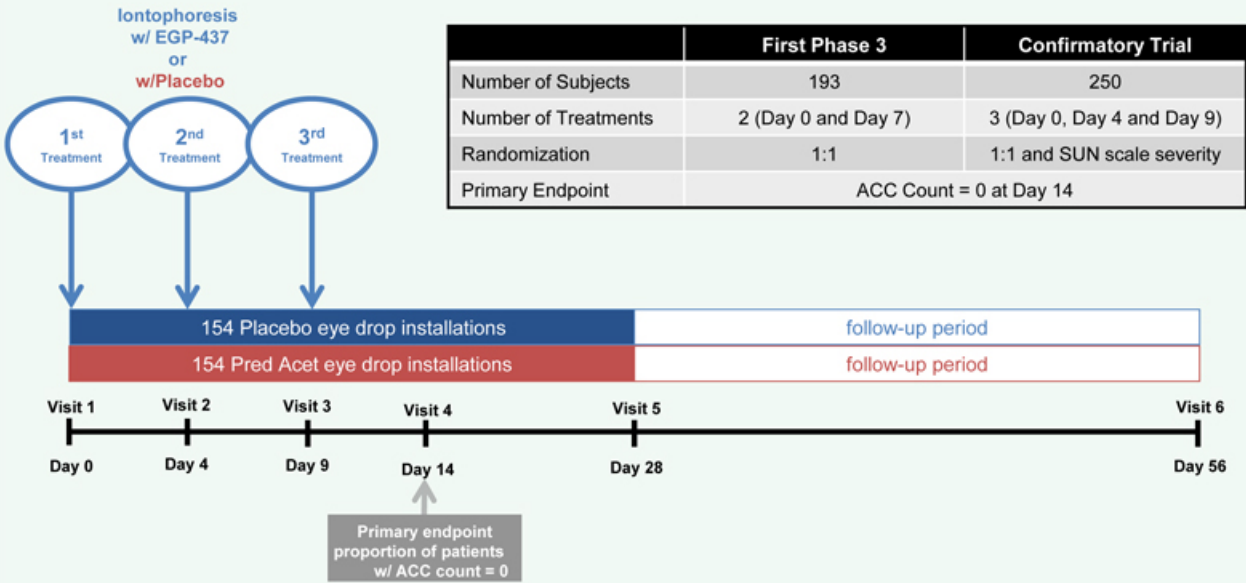 Iontophoresis
w/ EGP-437
or
w/Placebo
1st
Treatment
2nd
Treatment
3rd
Treatment
First Phase 3 Confirmatory Trial
Number of Subjects 193 250
Number of Treatments 2 (Day 0 and Day 7) 3 (Day 0, Day 4 and Day 9)
Randomization 1:1 1:1 and SUN scale severity
Primary Endpoint ACC Count = 0 at Day 14
154 Placebo eye drop installations follow-up period
154 Pred Acet eye drop installations follow-up period
Visit 1 Visit 2 Visit 3 Visit 4 Visit 5 Visit 6
Day 0 Day 4 Day 9 Day 14 Day 28 Day 56
Primary endpoint
proportion of patients
w/ ACC count = 0